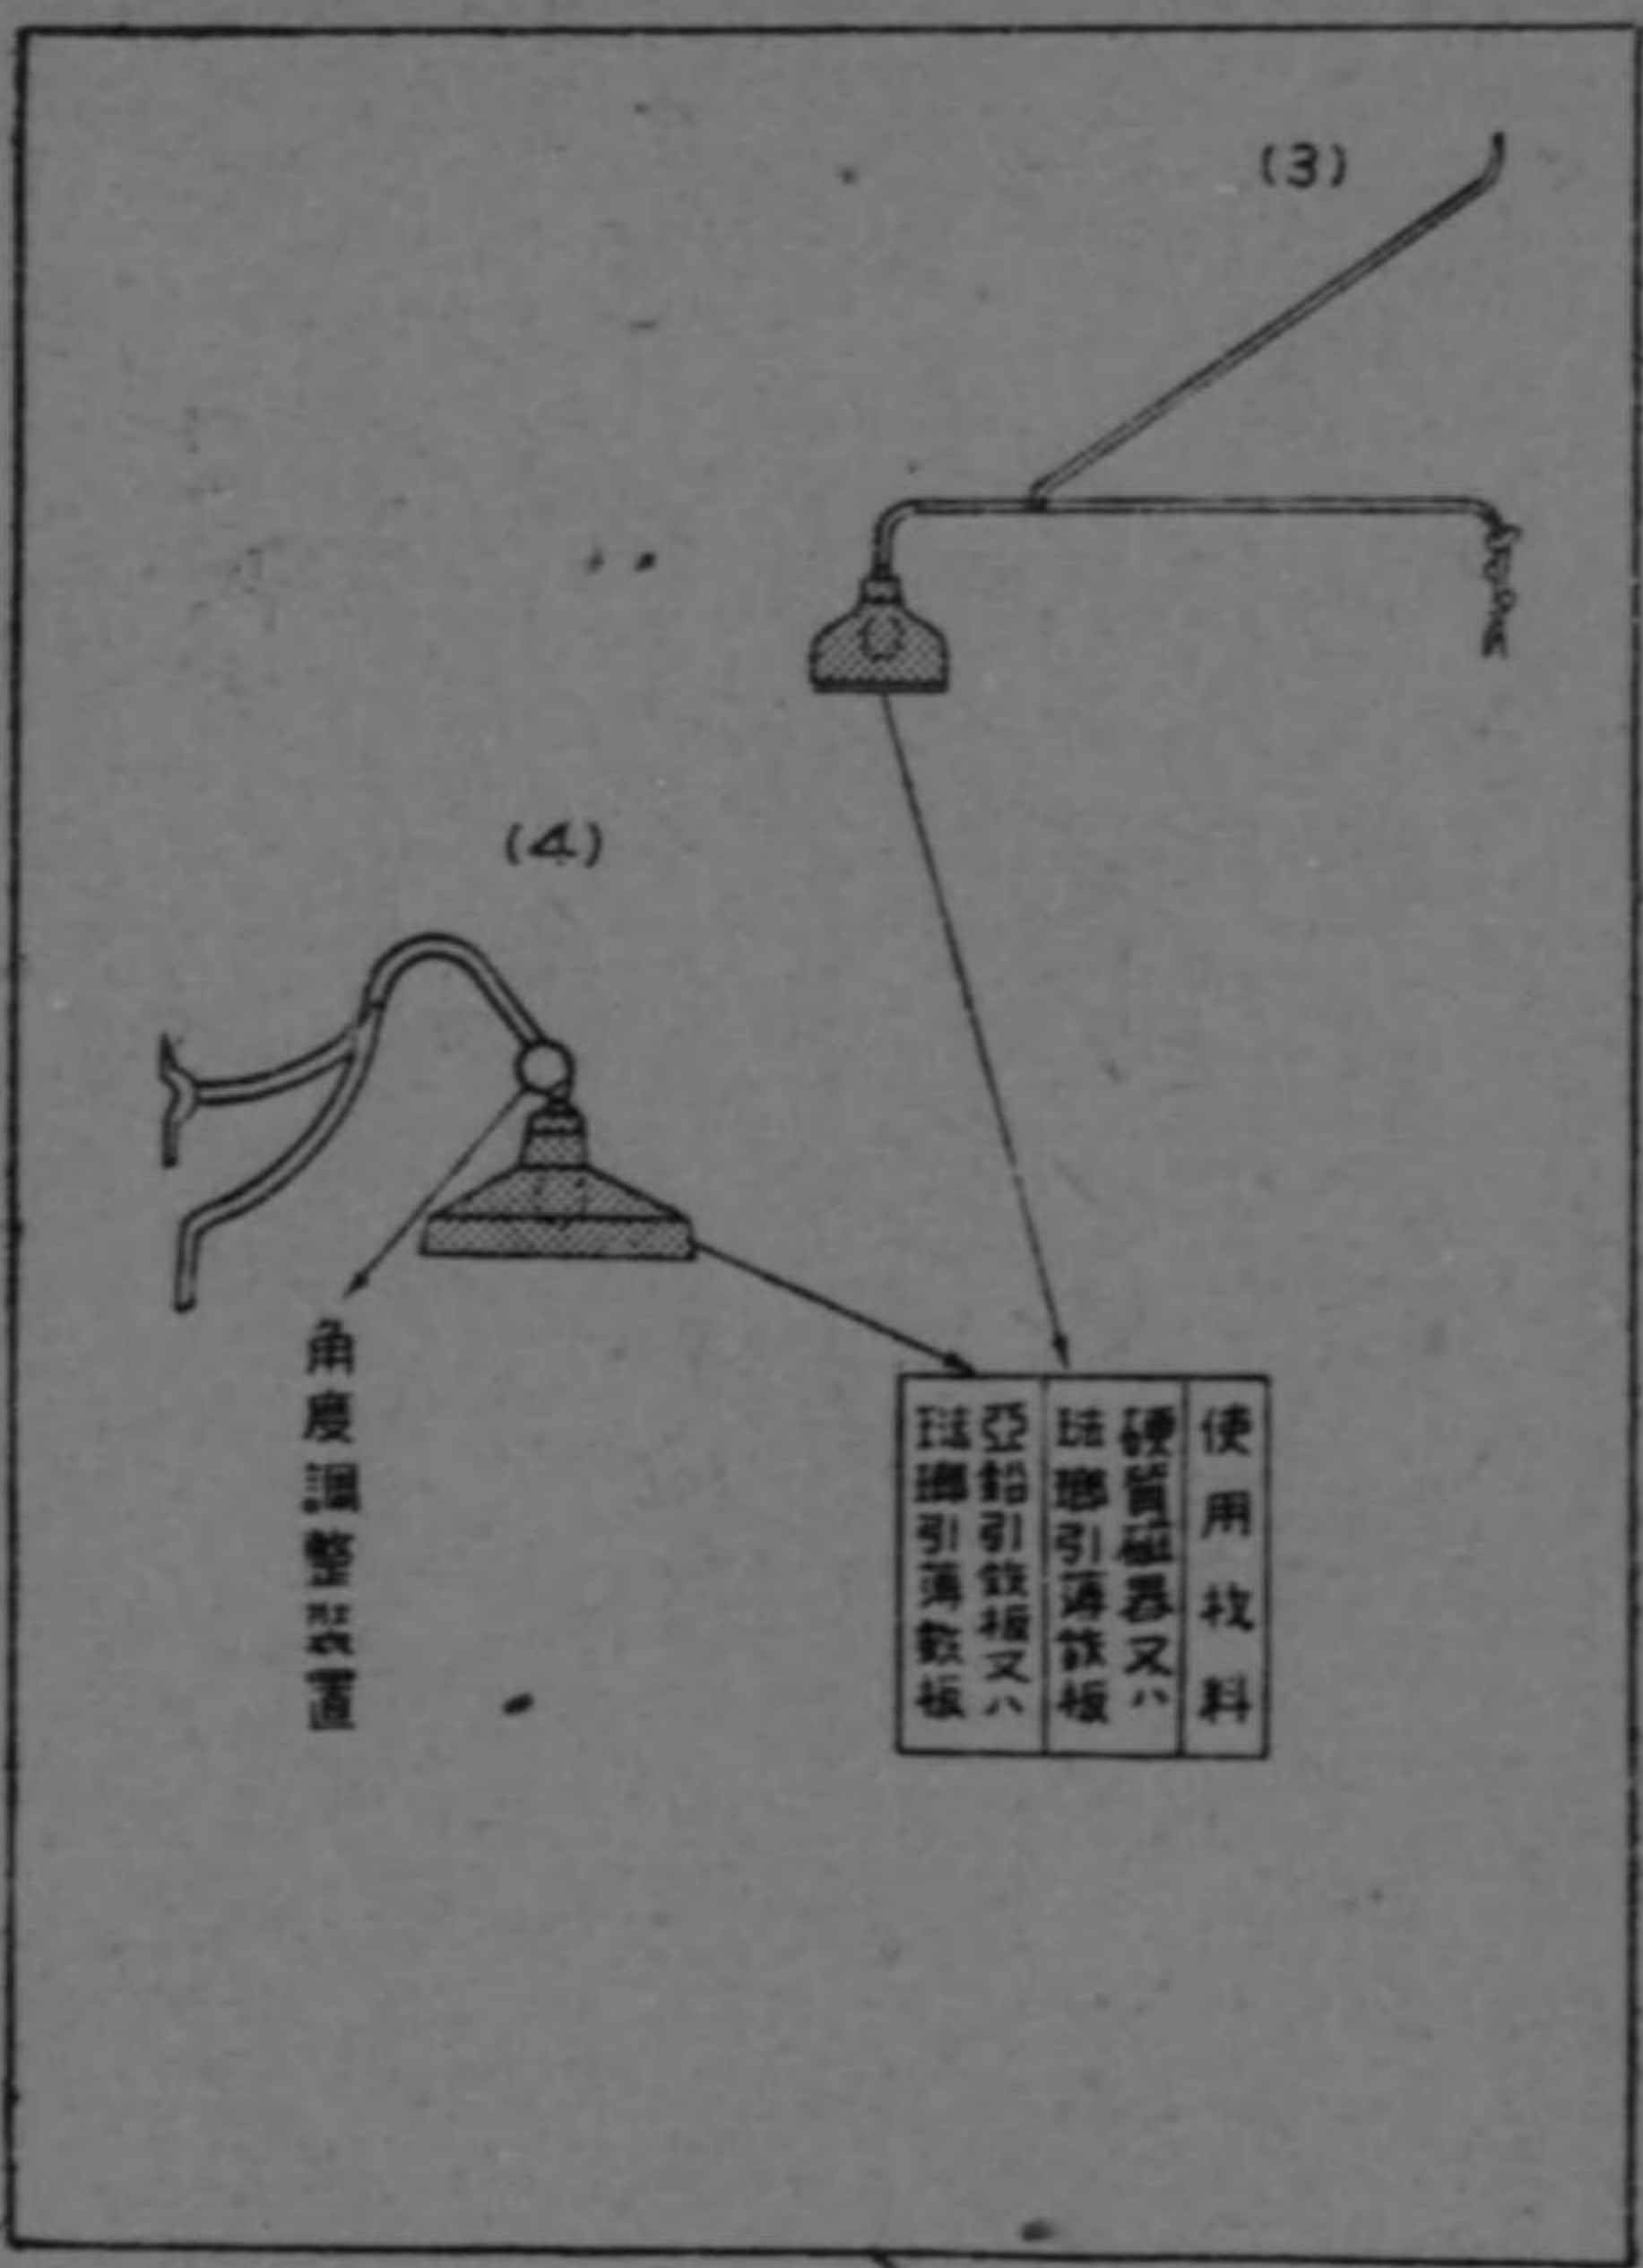 (3)
(4)
角度調整装置
使用材料
硬質磁器又ハ
琺瑯引薄鉄板
亞鉛引鉄板又ハ
琺瑯引薄鉄板